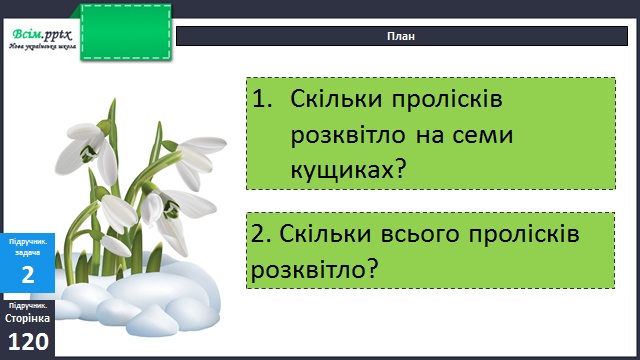 Всім.pptx
Нова українська школа
План
1. Скільки пролісків
розквітло на семи
кущиках?
2. Скільки всього пролісків
розквітло?
Підручник.
задача
2
Підручник.
Сторінка
120